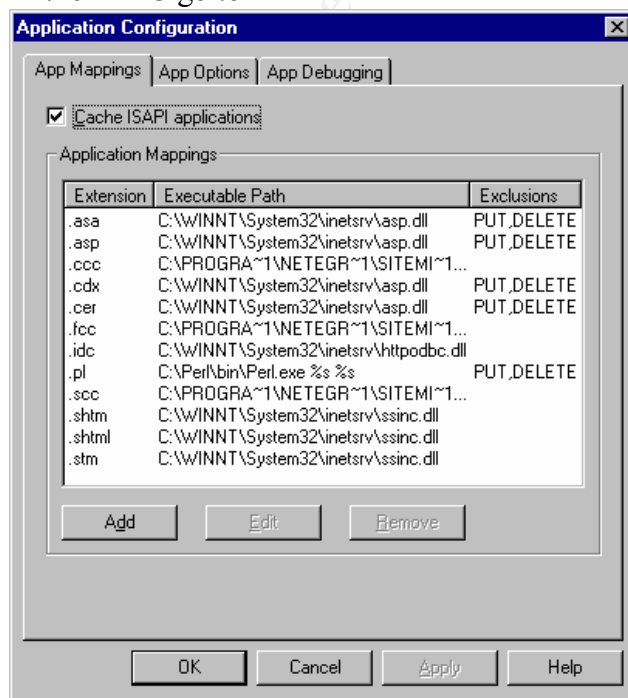 Application Configuration
App Mappings App Options App Debugging
Cache ISAPI applications
Application Mappings
Extension Executable Path Exclusions
.asa C:\WINNT\System32\inetsrv\asp.dll PUT,DELETE
.asp C:\WINNT\System32\inetsrv\asp.dll PUT,DELETE
.ccc C:\PROGRA~1\NETEGR~1\SITEMI~1...
.cdx C:\WINNT\System32\inetsrv\asp.dll PUT,DELETE
.cer C:\WINNT\System32\inetsrv\asp.dll PUT,DELETE
.fcc C:\PROGRA~1\NETEGR~1\SITEMI~1...
.idc C:\WINNT\System32\inetsrv\httpodbc.dll
.pl C:\Perl\bin\Perl.exe %s %s PUT,DELETE
.scc C:\PROGRA~1\NETEGR~1\SITEMI~1...
.shtm C:\WINNT\System32\inetsrv\ssinc.dll
.shtml C:\WINNT\System32\inetsrv\ssinc.dll
.stm C:\WINNT\System32\inetsrv\ssinc.dll
Add Edit Remove
OK Cancel Apply Help